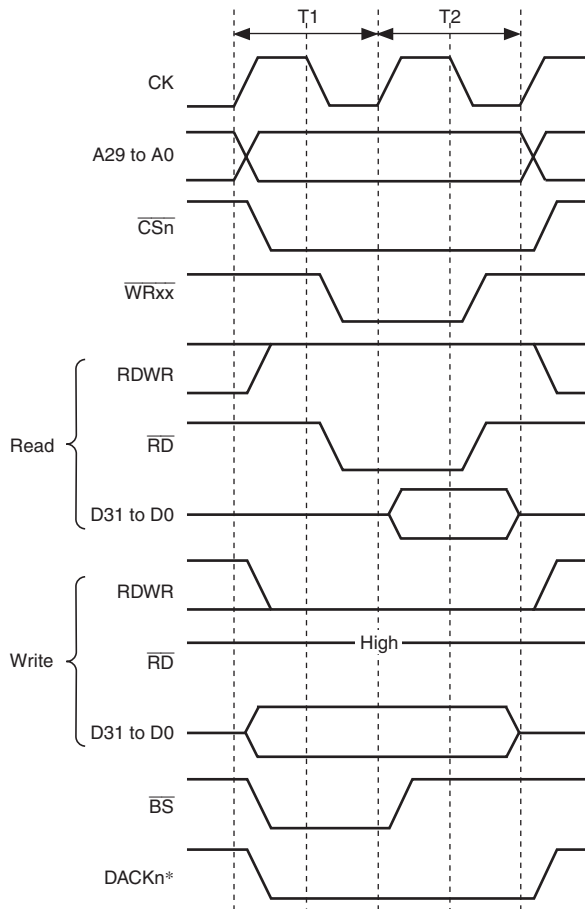 T1 T2
CK
A29 to A0
CSn
WRxx
RDWR
Read
RD
D31 to D0
RDWR
High
Write
RD
D31 to D0
BS
DACKn*